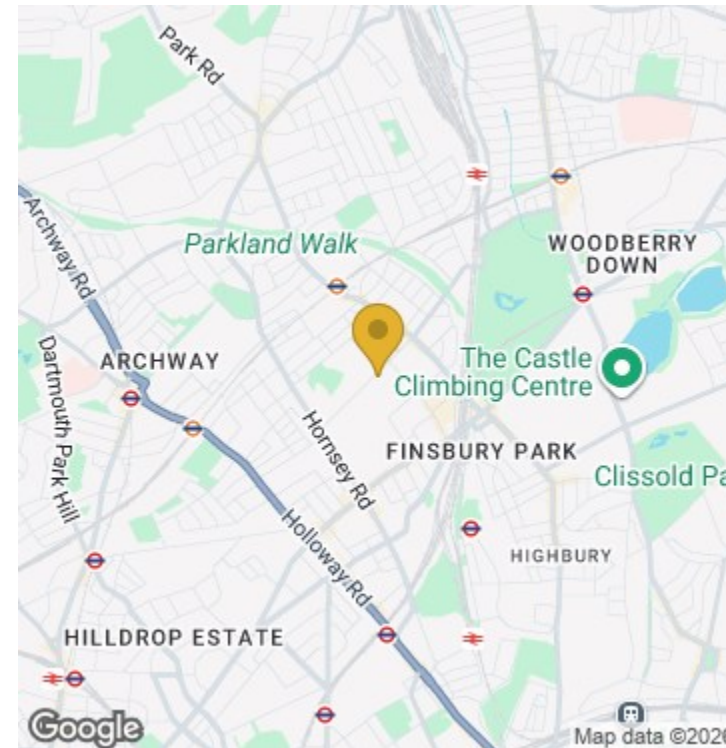 Park Rd
Archway Rd
Parkland Walk
WOODBERRY
DOWN
Dartmouth Park Hill
ARCHWAY
The Castle
Climbing Centre
Hornsey Rd
FINSBURY PARK
Clissold Pa
Holloway Rd
HIGHBURY
HILLDROP ESTATE
Google
Map data ©2026